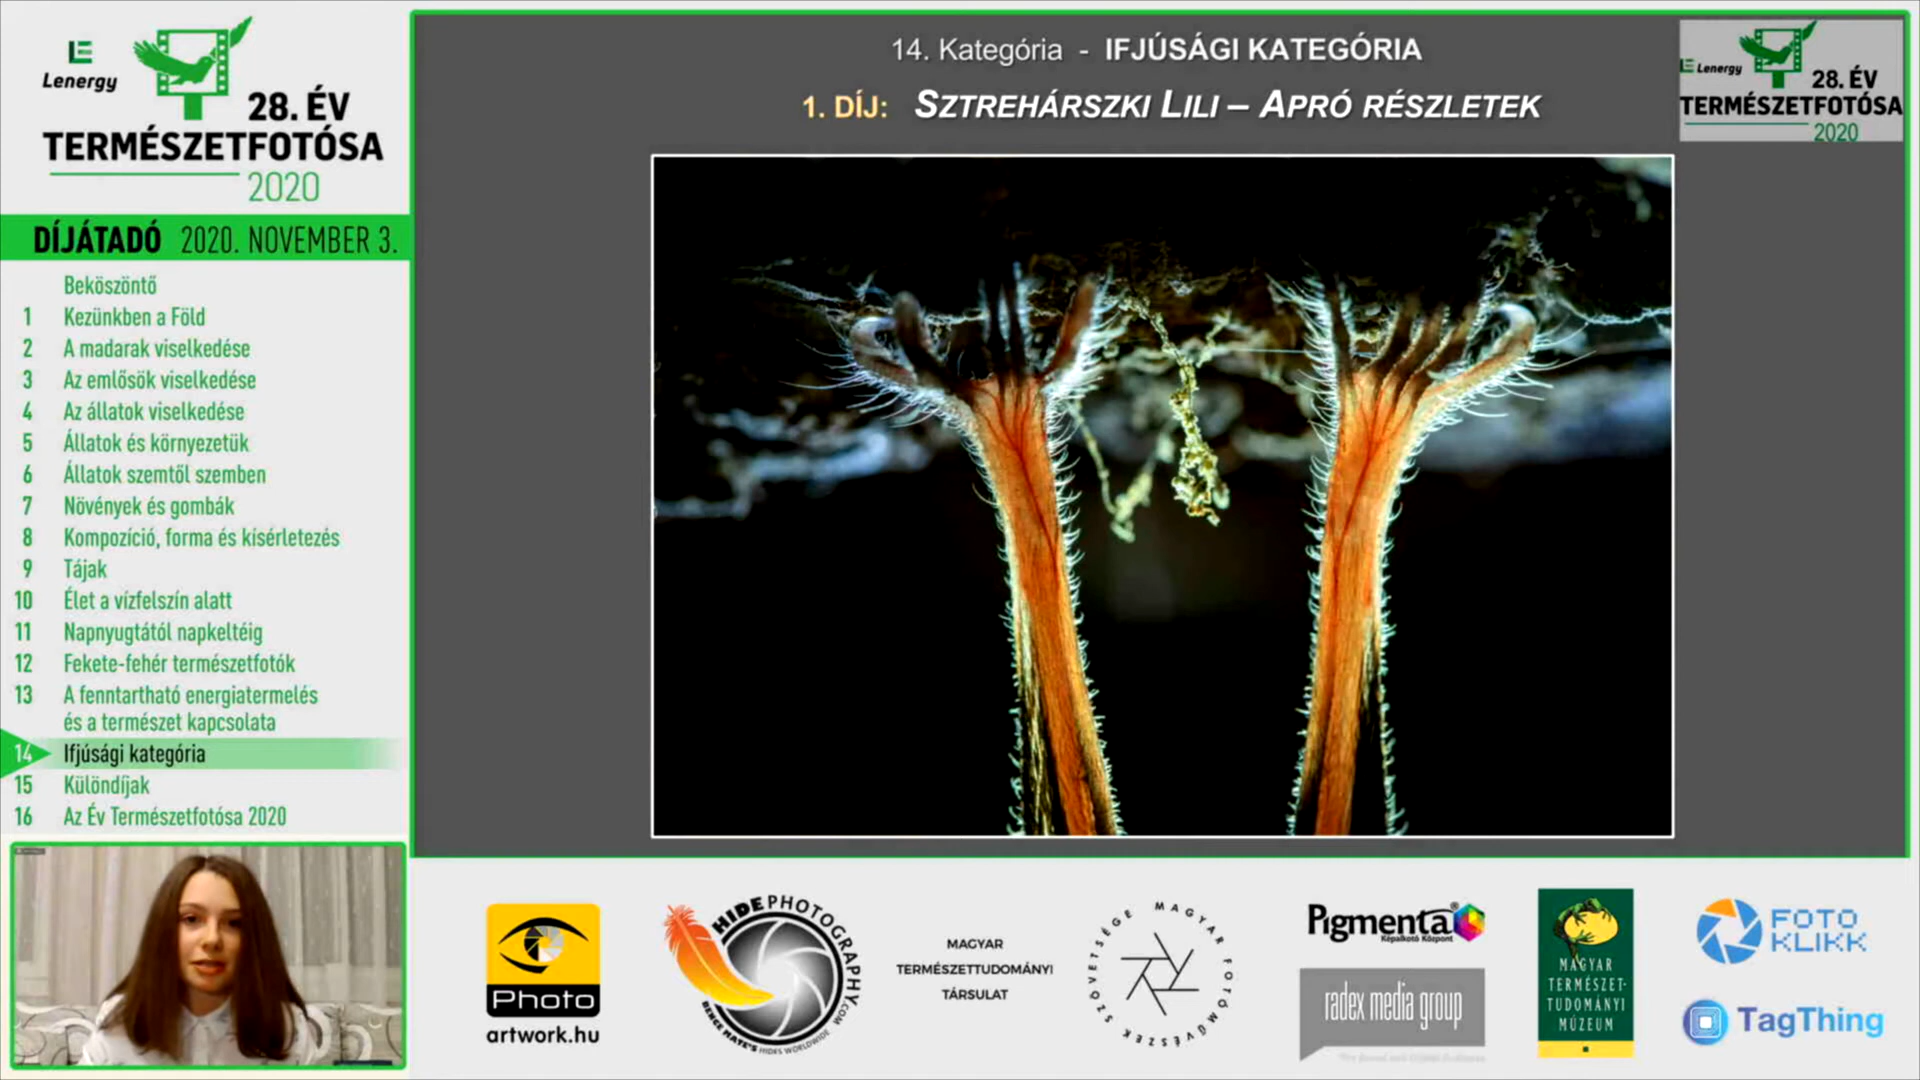 Lenergy
28. ÉV
TERMÉSZETFOTÓSA
2020
DÍJÁTADÓ 2020. NOVEMBER 3.
Beköszöntő
1 Kezünkben a Föld
2 A madarak viselkedése
3 Az emlősök viselkedése
4 Az állatok viselkedése
5 Állatok és környezetük
6 Állatok szemtől szemben
7 Növények és gombák
8 Kompozíció, forma és kísérletezés
9 Tájak
10 Élet a vízfelszín alatt
11 Napnyugtától napkeltéig
12 Fekete-fehér természetfotók
13 A fenntartható energiatermelés
és a természet kapcsolata
14 Ifjúsági kategória
15 Különdíjak
16 Az Év Természetfotósa 2020
14. Kategória - IFJÚSÁGI KATEGÓRIA
1. DÍJ: SZTREHÁRSZKI LILI – APRÓ RÉSZLETEK
Lenergy
28. ÉV
TERMÉSZETFOTÓSA
2020
Photo
artwork.hu
HIDEPHOTOGRAPHY.COM
BENCE MATE'S HIDES WORLDWIDE
MAGYAR
TERMÉSZETTUDOMÁNYI
TÁRSULAT
MAGYAR FOTÓMŰVÉSZEK SZÖVETSÉGE
Pigmenta®
Képalkotó Központ
radex media group
MAGYAR
TERMÉSZET-
TUDOMÁNYI
MÚZEUM
FOTO
KLIKK
TagThing